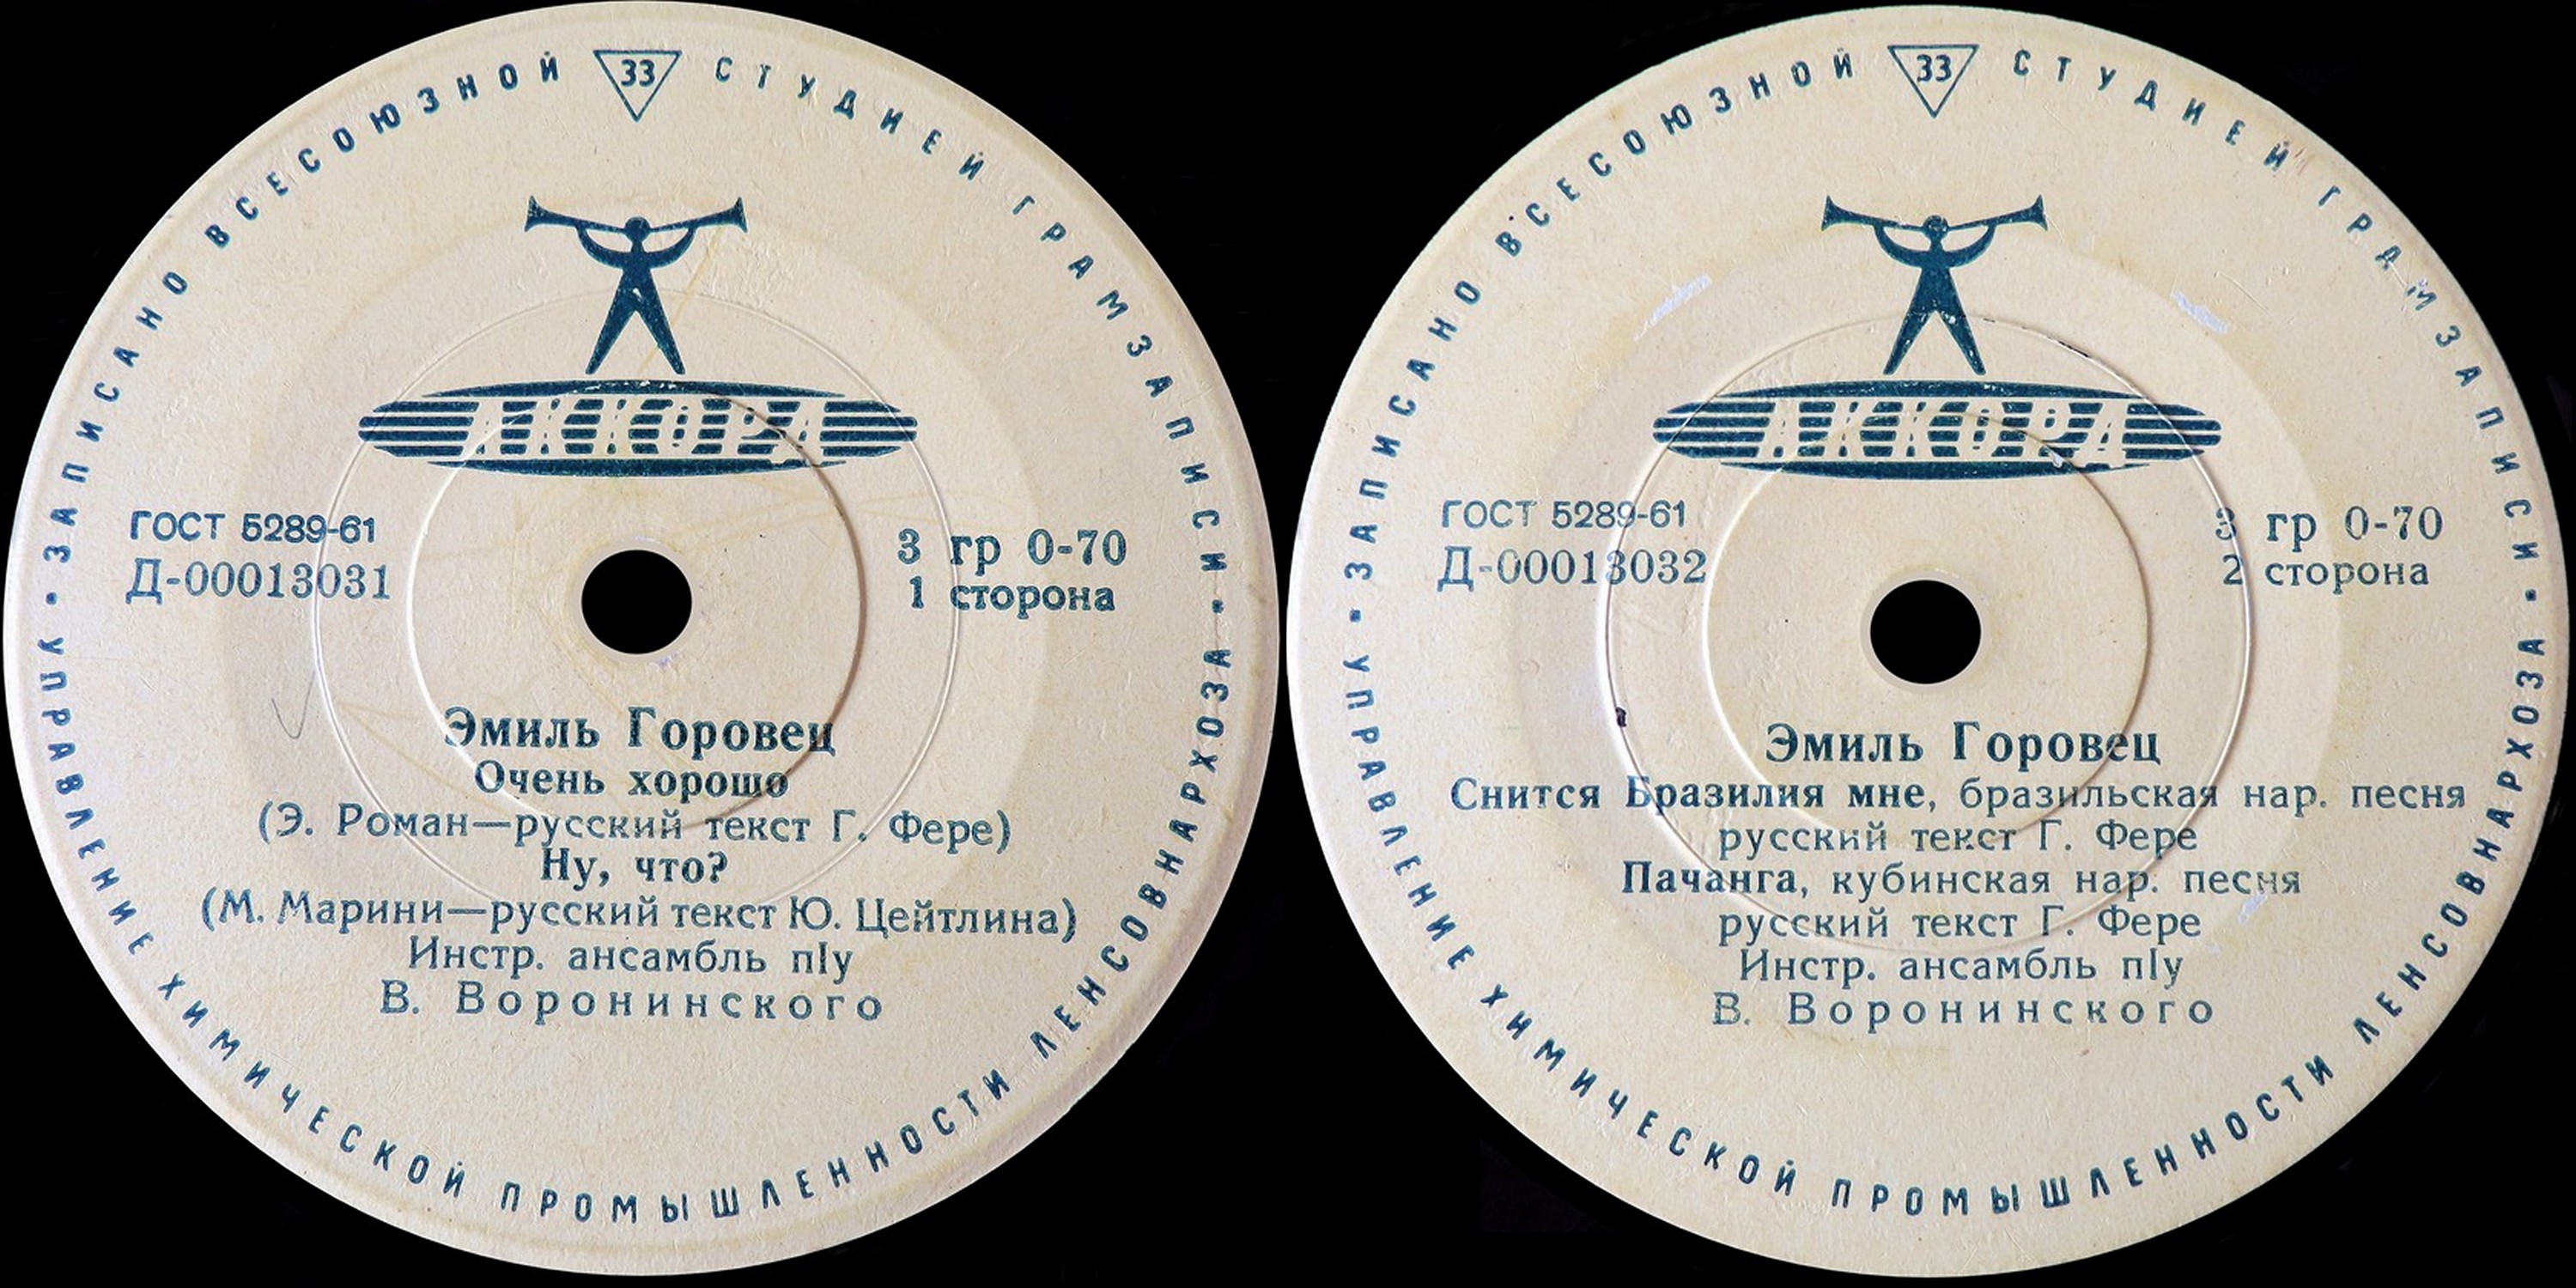 ЗАПИСАНО ВСЕСОЮЗНОЙ СТУДИЕЙ ГРАМЗАПИСИ • УПРАВЛЕНИЕ ХИМИЧЕСКОЙ ПРОМЫШЛЕННОСТИ ЛЕНСОВНАРХОЗА •
33
АККОРД
ГОСТ 5289-61
Д-00013031
3 гр 0-70
1 сторона
Эмиль Горовец
Очень хорошо
(Э. Роман—русский текст Г. Фере)
Ну, что?
(М. Марини—русский текст Ю. Цейтлина)
Инстр. ансамбль п/у
В. Воронинского
ЗАПИСАНО ВСЕСОЮЗНОЙ СТУДИЕЙ ГРАМЗАПИСИ • УПРАВЛЕНИЕ ХИМИЧЕСКОЙ ПРОМЫШЛЕННОСТИ ЛЕНСОВНАРХОЗА •
33
АККОРД
ГОСТ 5289-61
Д-00013032
3 гр 0-70
2 сторона
Эмиль Горовец
Снится Бразилия мне, бразильская нар. песня
русский текст Г. Фере
Пачанга, кубинская нар. песня
русский текст Г. Фере
Инстр. ансамбль п/у
В. Воронинского